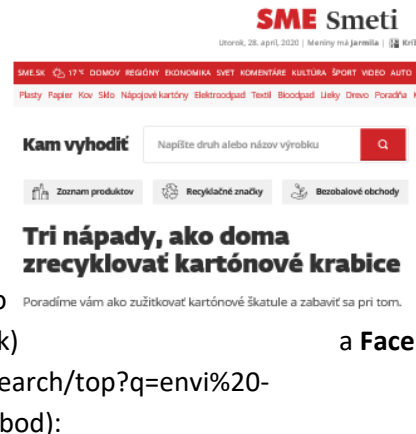 SME Smeti
Utorok, 28. apríl, 2020 | Meniny má Jarmila |
SME.SK 17 °C DOMOV REGIÓNY EKONOMIKA SVET KOMENTÁRE KULTÚRA ŠPORT VIDEO AUTO
Plasty Papier Kov Sklo Nápojové kartóny Elektroodpad Textil Bioodpad Lieky Drevo Poradňa
Kam vyhodiť Napíšte druh alebo názov výrobku
Zoznam produktov Recyklačné značky Bezobalové obchody
Tri nápady, ako doma
zrecyklovať kartónové krabice
Poradíme vám ako zužitkovať kartónové škatule a zabaviť sa pri tom.
k) a Face
earch/top?q=envi%20-
bod):